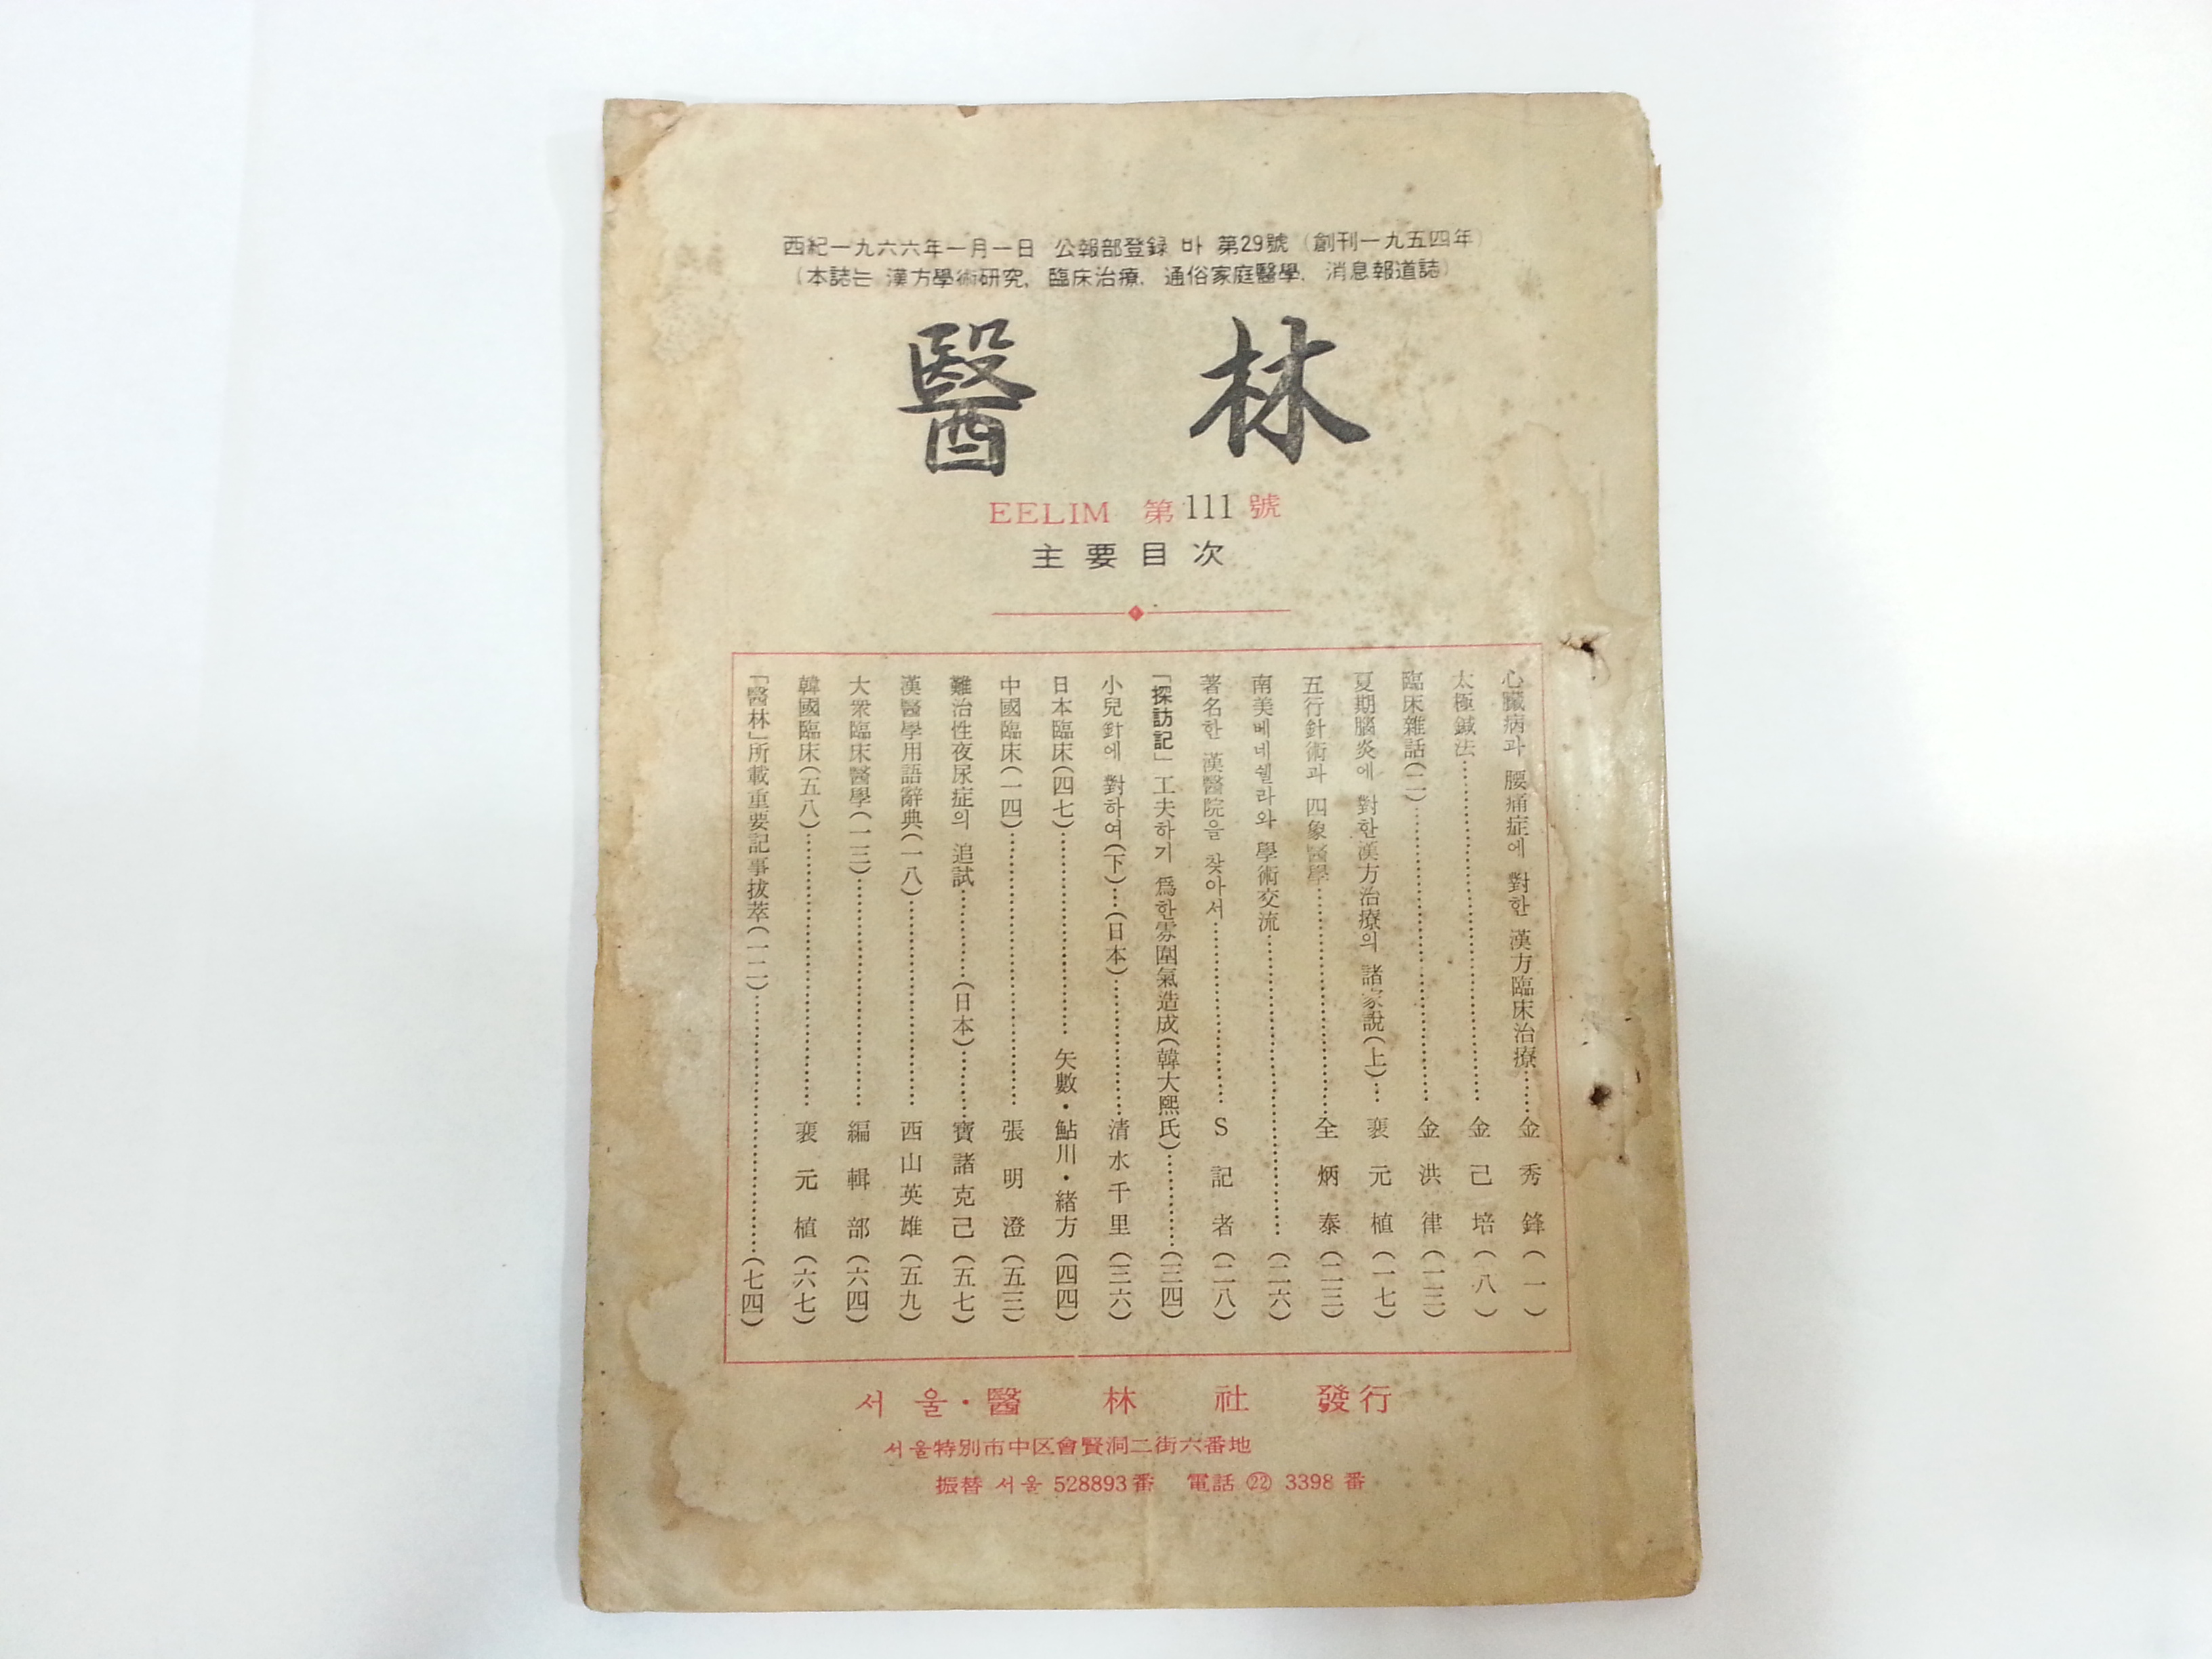 西紀一九六六年一月一日 公報部登録 바 第29號 (創刊一九五四年)
(本誌는 漢方學術研究, 臨床治療, 通俗家庭醫學, 消息報道誌)
醫林
EELIM 第111號
主要目次
心臟病과 腰痛症에 對한 漢方臨床治療……金秀鋒(一)
太極鍼法……金己培(八)
臨床雜話(二)……金洪律(一三)
夏期腦炎에 對한漢方治療의 諸家說(上)…裵元植(一七)
五行針術과 四象醫學……全炳泰(二三)
南美베네쉘라와 學術交流……(二六)
著名한 漢醫院을 찾아서……S記者(二八)
「探訪記」工夫하기 爲한雰圍氣造成(韓大熙氏)……(三四)
小兒針에 對하여(下)…(日本)……清水千里(三六)
日本臨床(四七)……矢數・鮎川・緒方(四四)
中國臨床(一四)……張明澄(五三)
難治性夜尿症의 追試……(日本)……寶諸克己(五七)
漢醫學用語辭典(一八)……西山英雄(五九)
大衆臨床醫學(一三)……編輯部(六四)
韓國臨床(五八)……裵元植(六七)
「醫林」所載重要記事拔萃(一二)……(七四)
서울・醫林社 發行
서울特別市中区會賢洞二街六番地
振替 서울 528893番 電話 ㉒ 3398 番